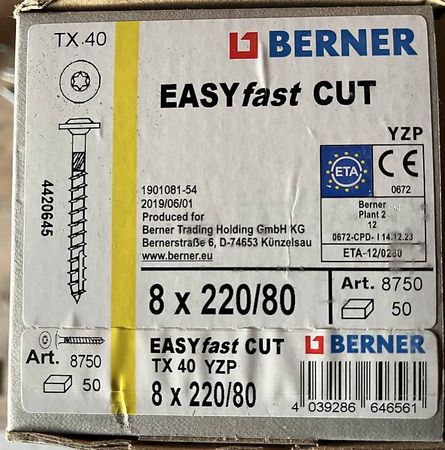 TX 40
BERNER
EASYfast CUT
YZP
4420645
ETA
CE
0672
1901081-54
2019/06/01
Produced for
Berner Trading Holding GmbH KG
Bernerstraße 6, D-74653 Künzelsau
www.berner.eu
Berner
Plant 2
12
0672-CPD-I 14.12.23
ETA-12/0280
8 x 220/80
Art. 8750
50
EASYfast CUT
BERNER
Art. 8750
TX 40 YZP
50
8 x 220/80
4 039286 646561